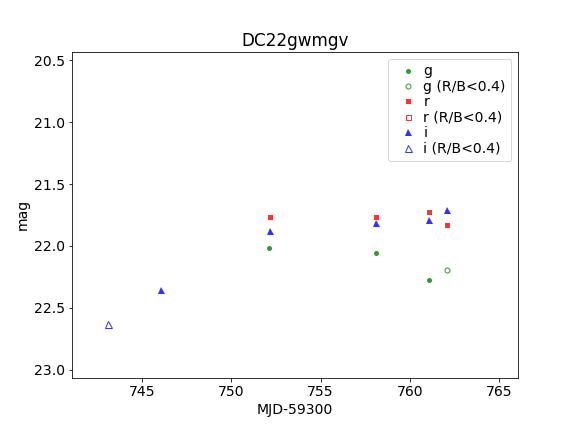 DC22gwmgv
g
g (R/B<0.4)
r
r (R/B<0.4)
i
i (R/B<0.4)
mag
20.5
21.0
21.5
22.0
22.5
23.0
745
750
755
760
765
MJD-59300